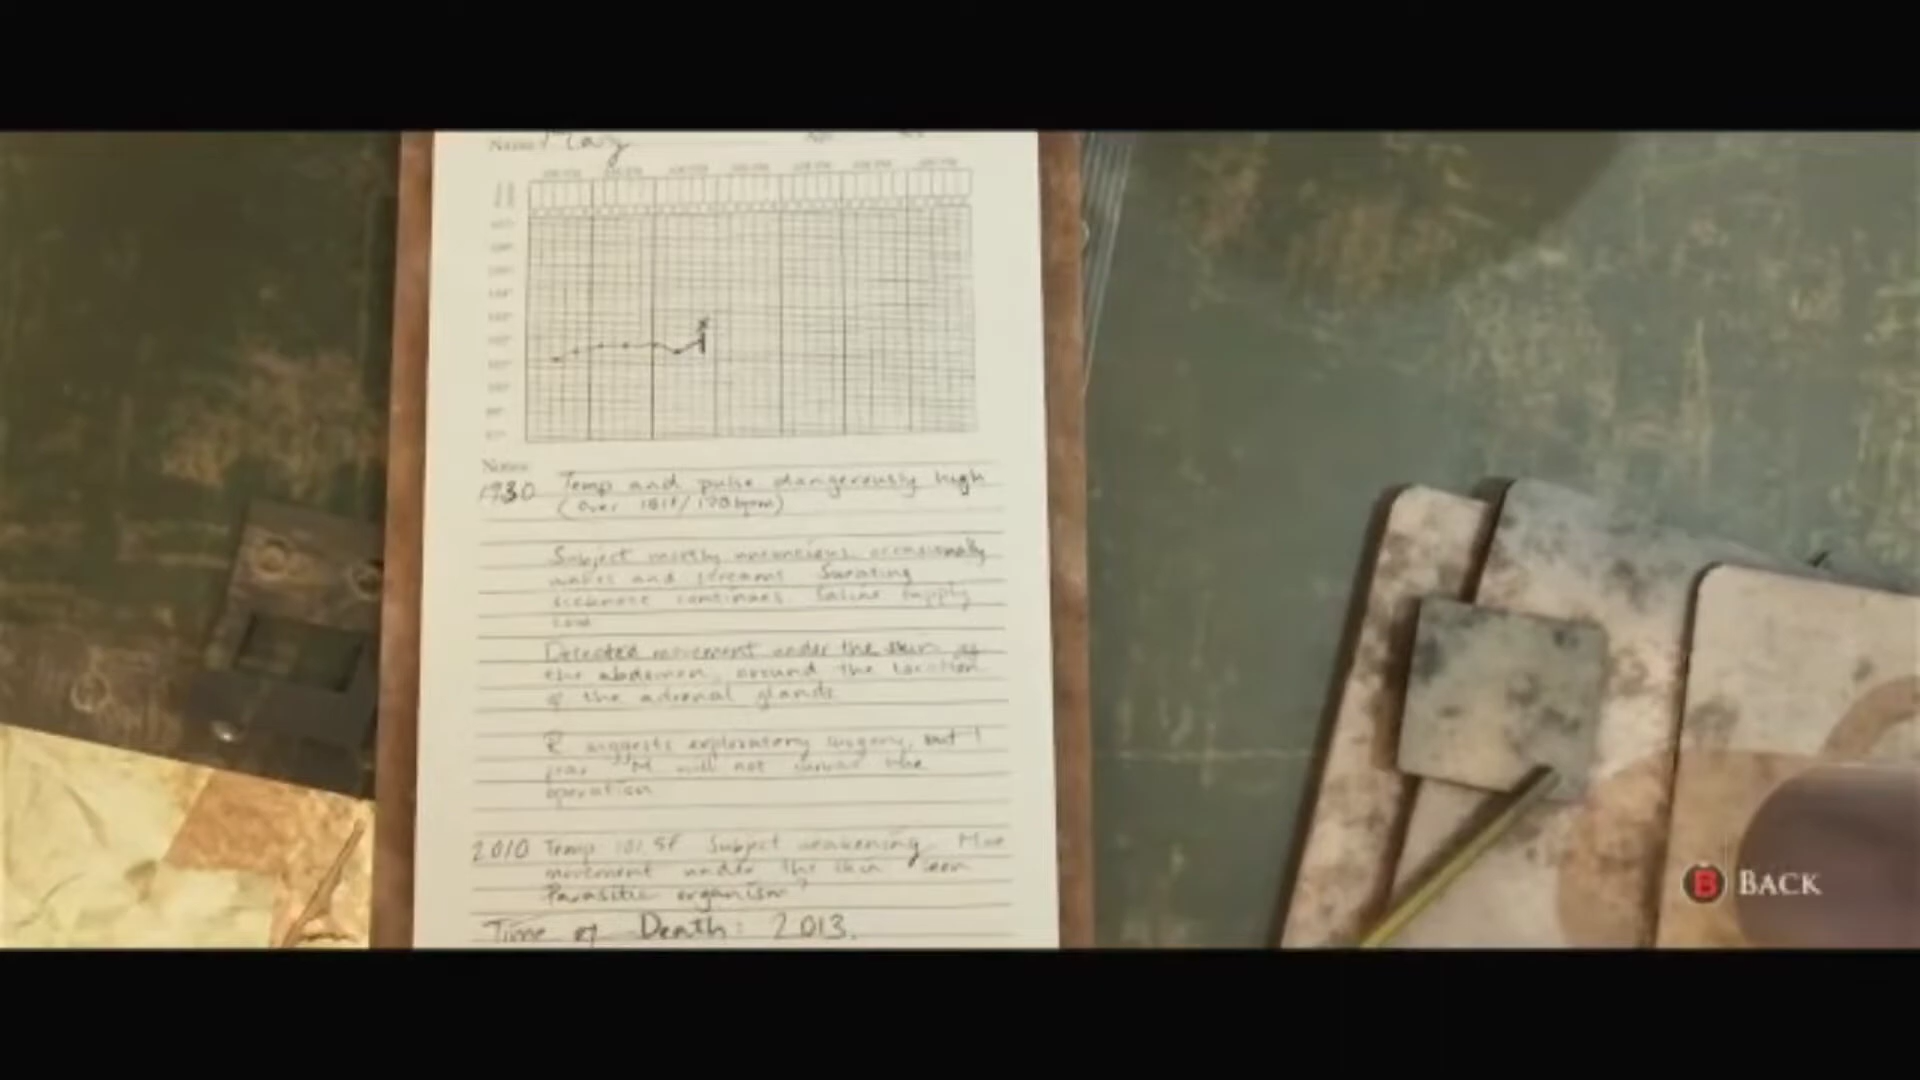 Name: May
Notes:
1930 Temp and pulse dangerously high
(over 101f/170bpm)
Subject mostly unconcious, occasionally
wakes and screams. Sweating
sickness continues. Saline supply
low
Detected movement under the skin of
the abdomen, around the location
of the adrenal glands
R suggests exploratory surgery, but I
fear M will not survive the
operation
2010 Temp 101.5f Subject awakening. More
movement under the skin seen
Parasitic organism?
Time of Death: 2013.
B BACK